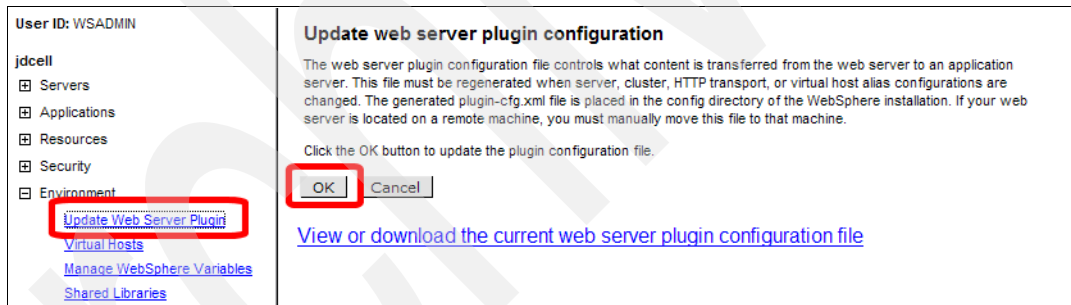 User ID: WSADMIN
jdcell
Servers
Applications
Resources
Security
Environment
Update Web Server Plugin
Virtual Hosts
Manage WebSphere Variables
Shared Libraries
Update web server plugin configuration
The web server plugin configuration file controls what content is transferred from the web server to an application
server. This file must be regenerated when server, cluster, HTTP transport, or virtual host alias configurations are
changed. The generated plugin-cfg.xml file is placed in the config directory of the WebSphere installation. If your web
server is located on a remote machine, you must manually move this file to that machine.
Click the OK button to update the plugin configuration file.
OK Cancel
View or download the current web server plugin configuration file